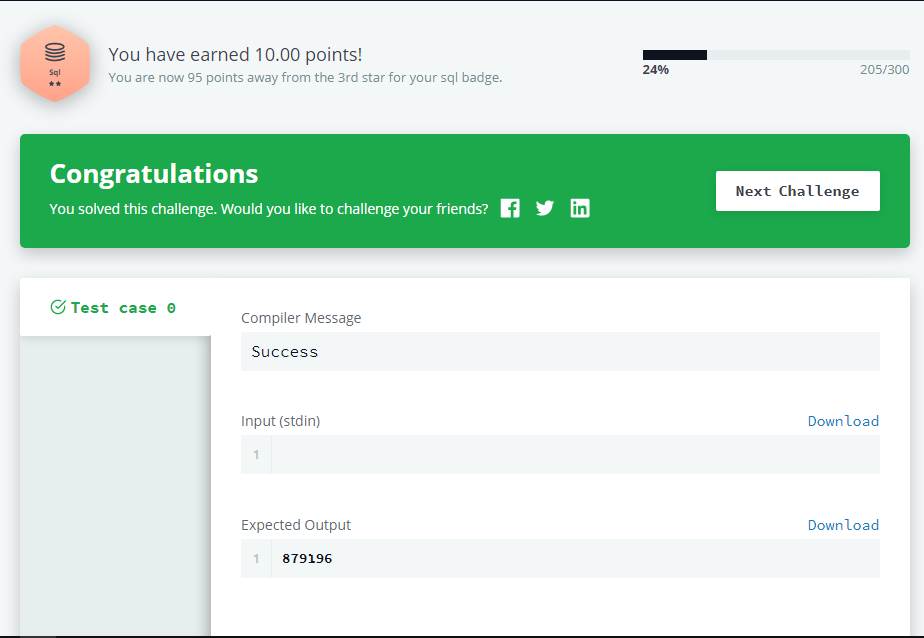 Sql
★★
You have earned 10.00 points!
You are now 95 points away from the 3rd star for your sql badge.
24%
205/300
Congratulations
You solved this challenge. Would you like to challenge your friends?
Next Challenge
Test case 0
Compiler Message
Success
Input (stdin)
Download
1
Expected Output
Download
1
879196